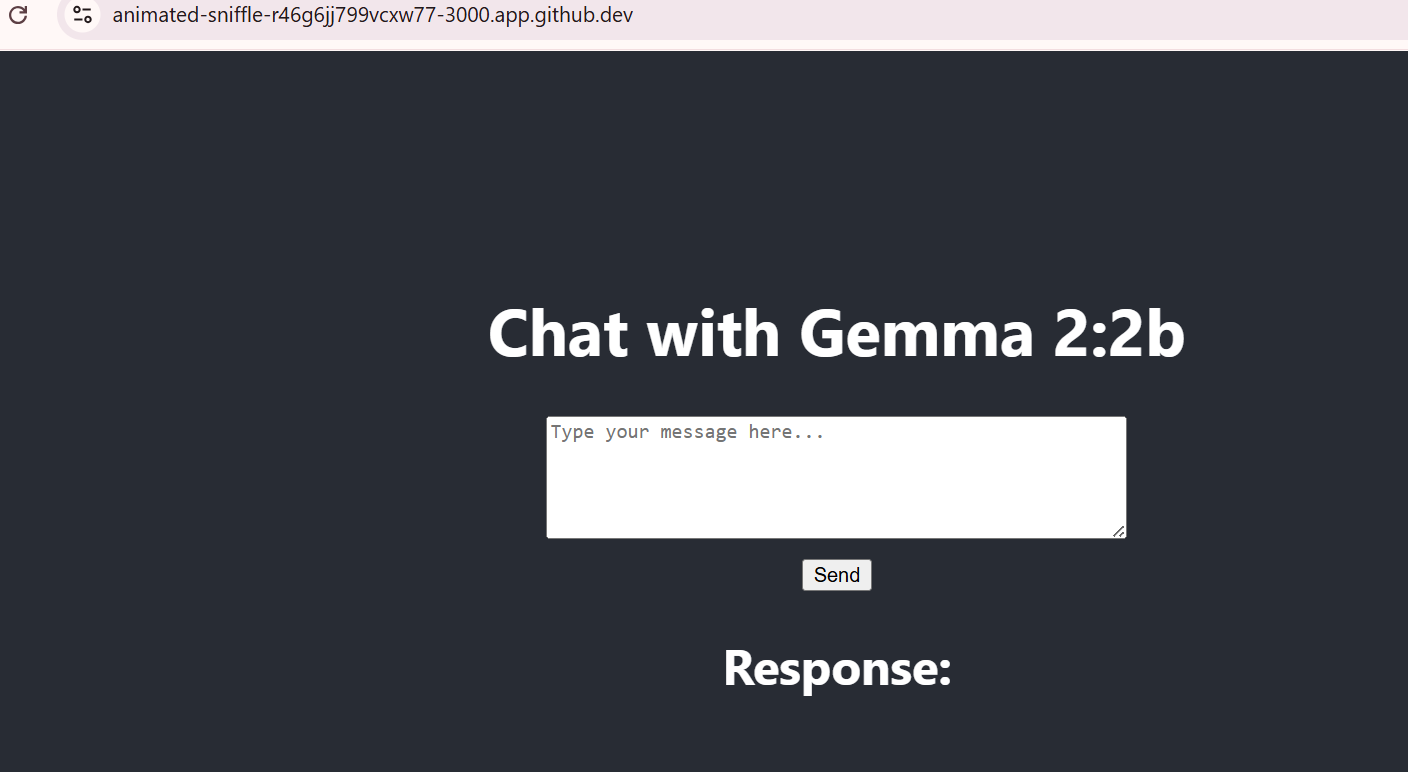 animated-sniffle-r46g6jj799vcxw77-3000.app.github.dev
Chat with Gemma 2:2b
Type your message here...
Send
Response: